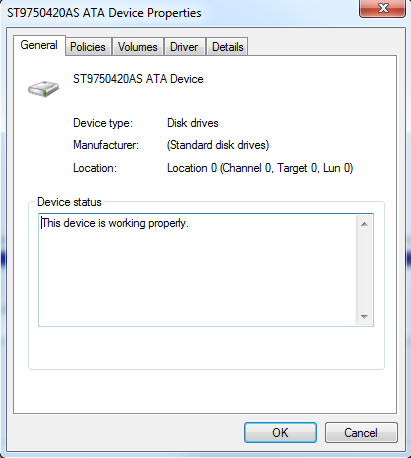 ST9750420AS ATA Device Properties
General Policies Volumes Driver Details
ST9750420AS ATA Device
Device type: Disk drives
Manufacturer: (Standard disk drives)
Location: Location 0 (Channel 0, Target 0, Lun 0)
Device status
This device is working properly.
OK Cancel